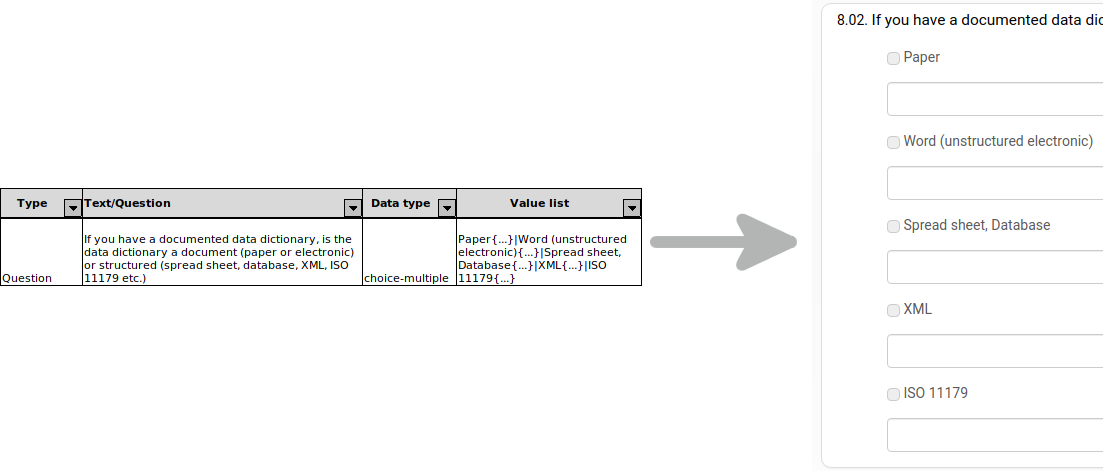 Type Text/Question Data type Value list
Question
If you have a documented data dictionary, is the
data dictionary a document (paper or electronic)
or structured (spread sheet, database, XML, ISO
11179 etc.)
choice-multiple
Paper{...}|Word (unstructured
electronic){...}|Spread sheet,
Database{...}|XML{...}|ISO
11179{...}
8.02. If you have a documented data dic
Paper
Word (unstructured electronic)
Spread sheet, Database
XML
ISO 11179